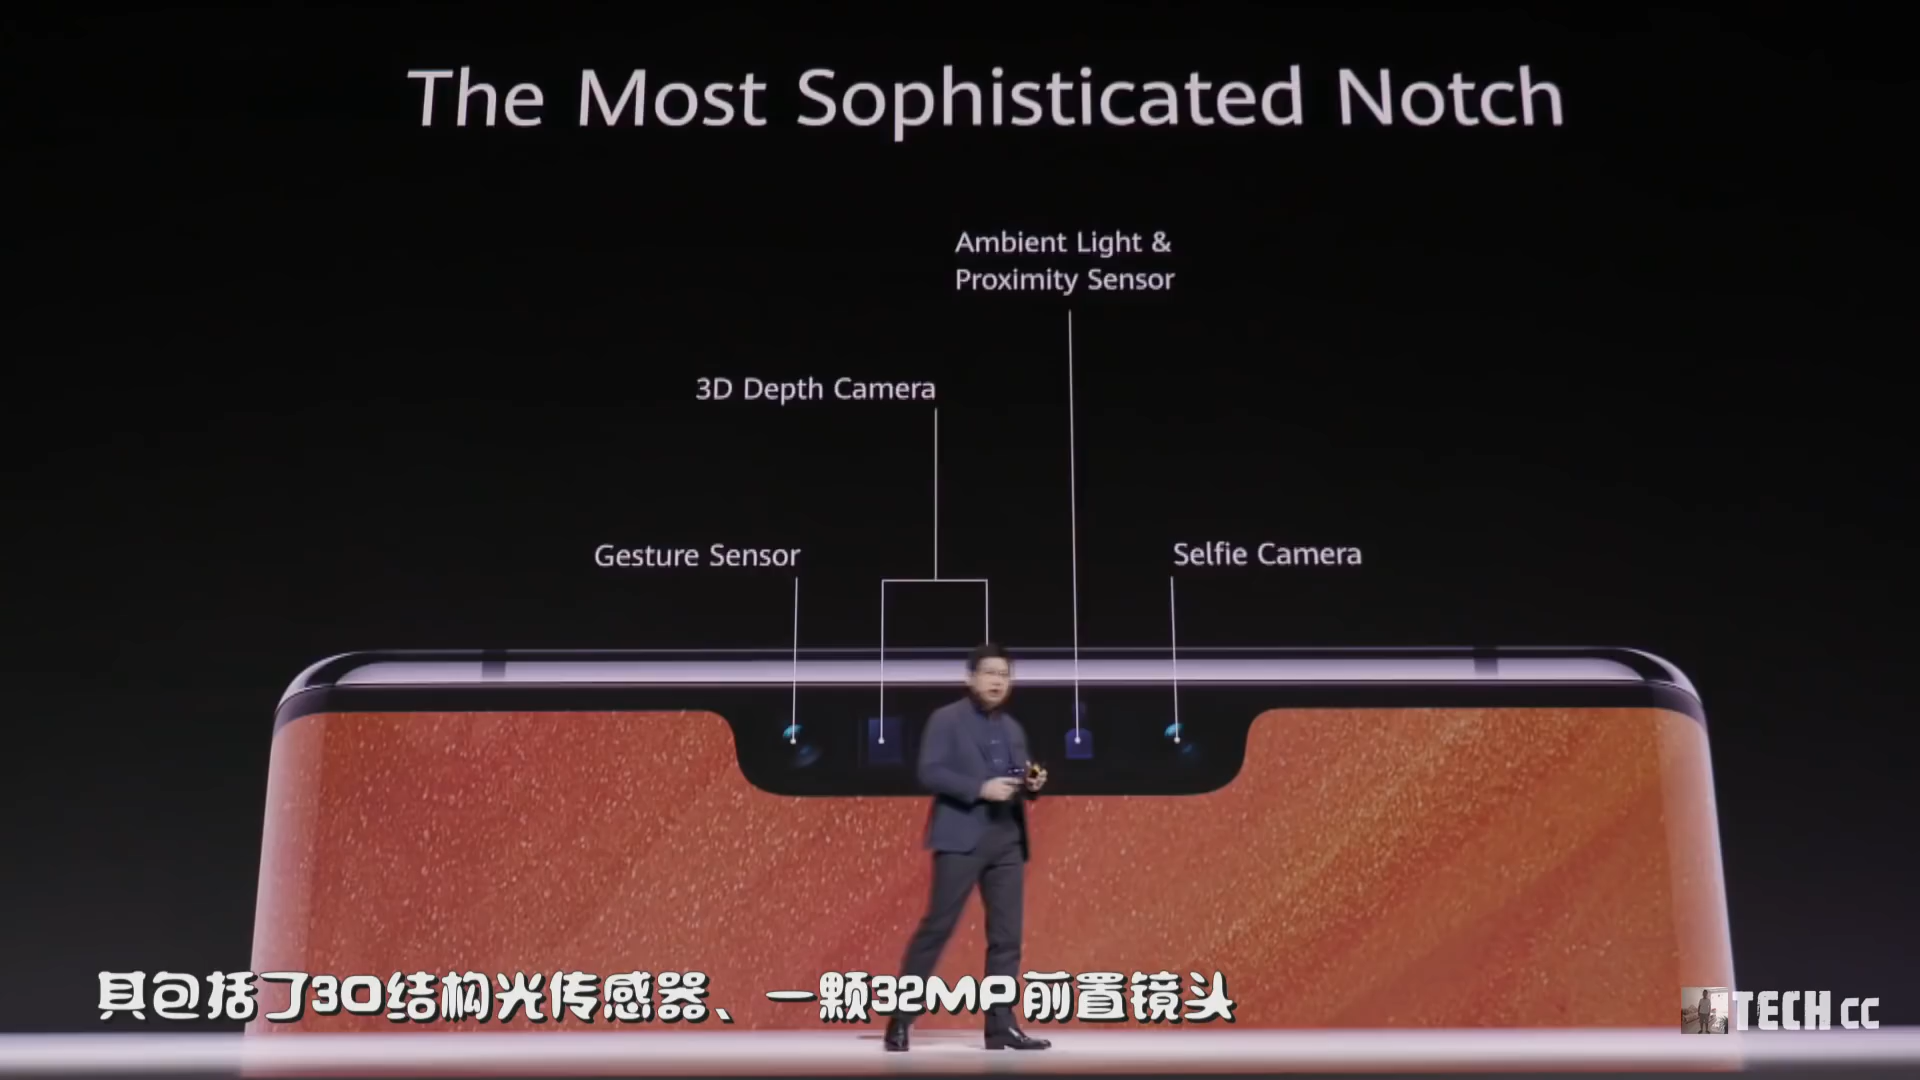 The Most Sophisticated Notch
Ambient Light &
Proximity Sensor
3D Depth Camera
Gesture Sensor
Selfie Camera
其包括了3D结构光传感器、一颗32MP前置镜头
TECH CC